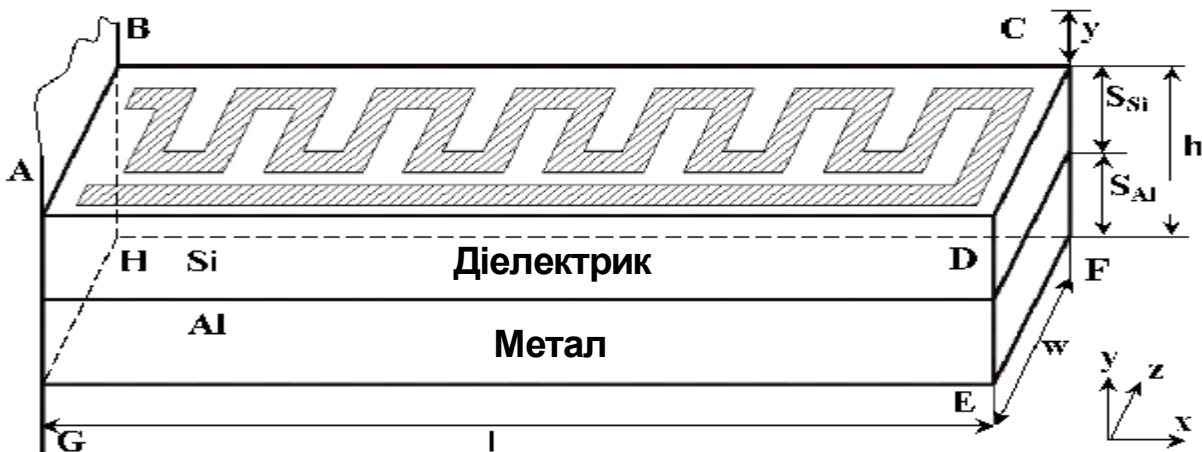 B C y
S_Si
h
A
S_Al
H Si Діелектрик D F
Al Метал w
E
y z
x
G l